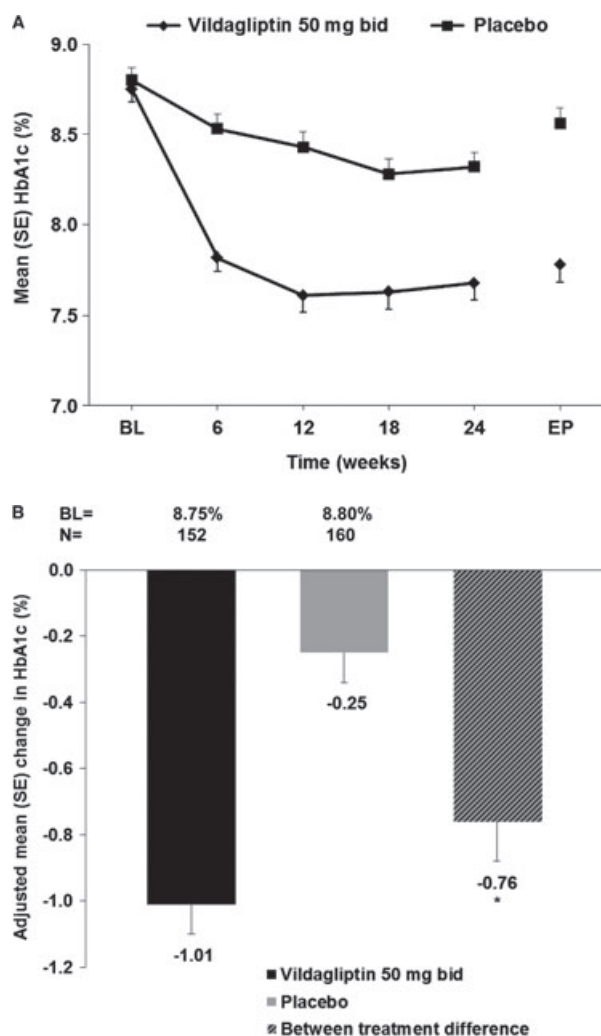 A
Vildagliptin 50 mg bid Placebo
Mean (SE) HbA1c (%)
9.0
8.5
8.0
7.5
7.0
BL 6 12 18 24 EP
Time (weeks)
B
BL= 8.75% 8.80%
N= 152 160
Adjusted mean (SE) change in HbA1c (%)
0.0
-0.2
-0.4
-0.6
-0.8
-1.0
-1.2
-0.25
-0.76
*
-1.01
Vildagliptin 50 mg bid
Placebo
Between treatment difference